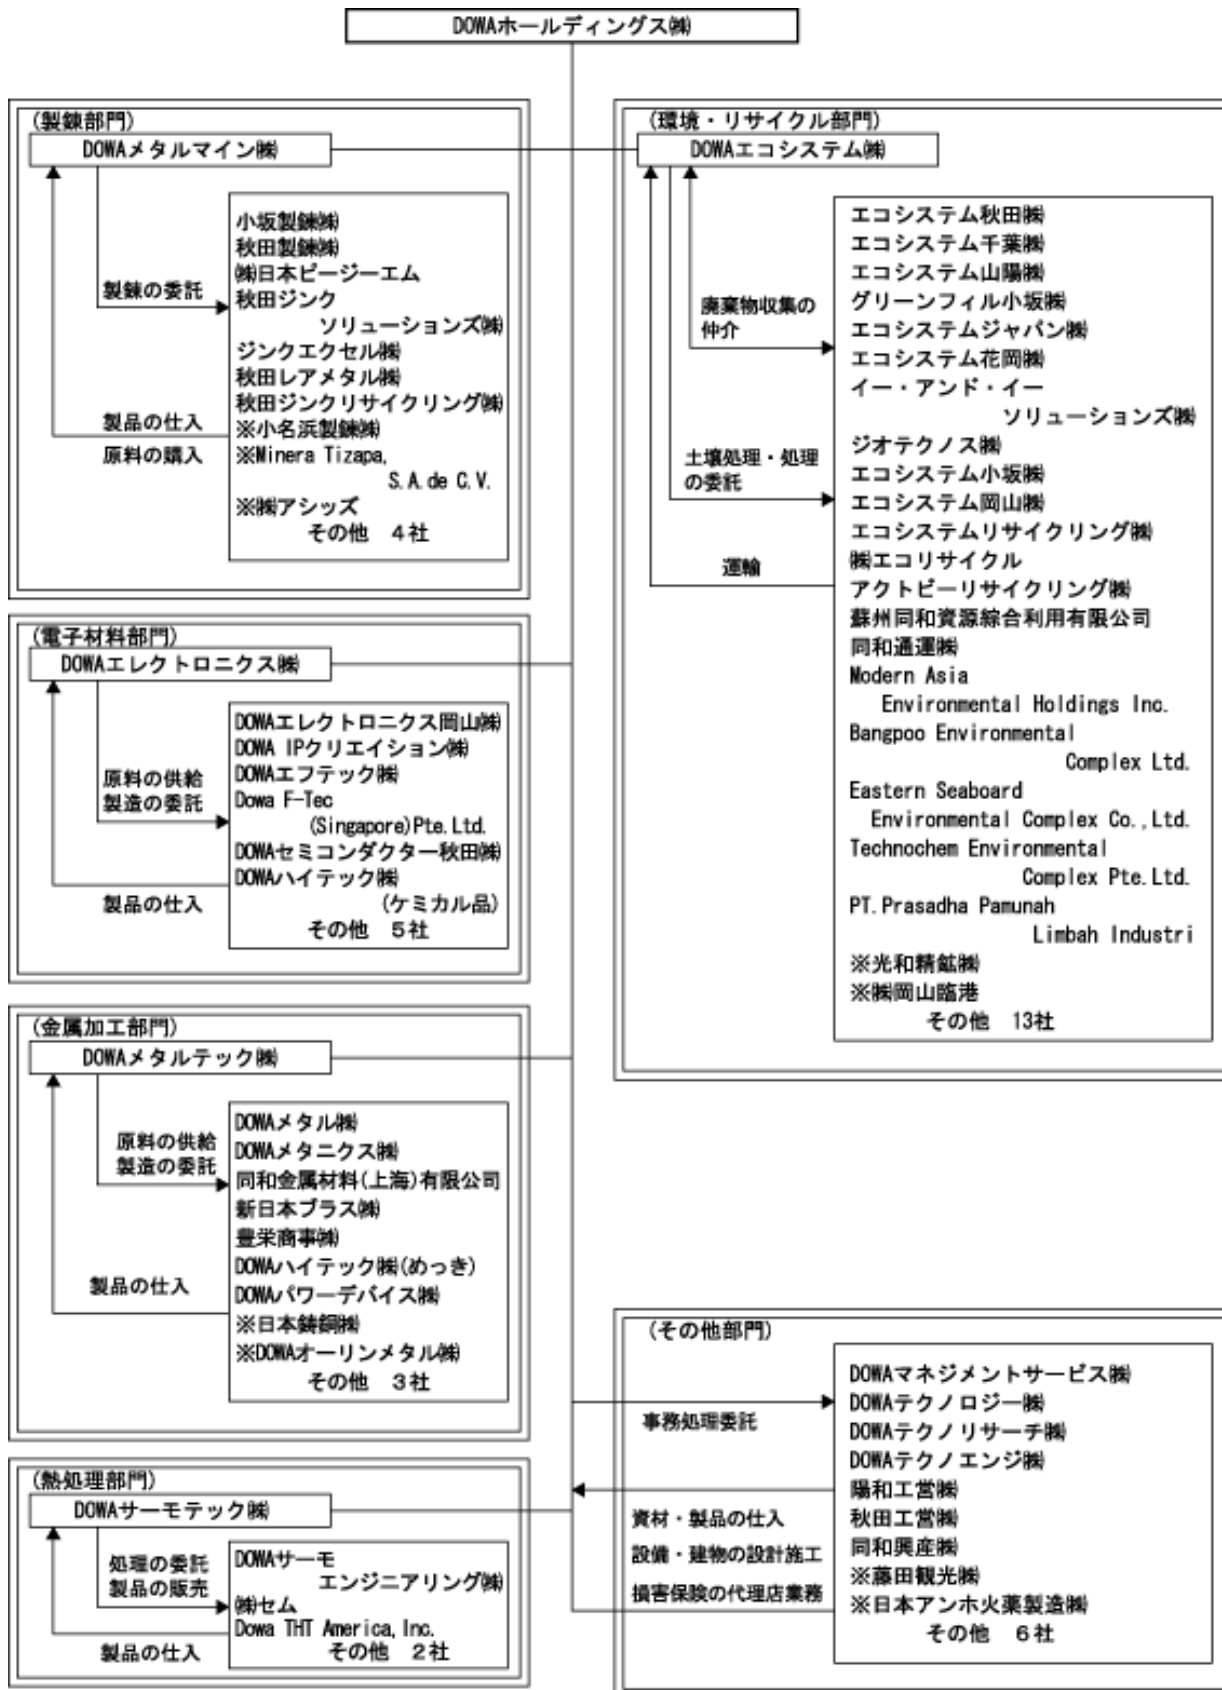 DOWAホールディングス㈱
(製錬部門)
DOWAメタルマイン㈱
製錬の委託
製品の仕入
原料の購入
小坂製錬㈱
秋田製錬㈱
㈱日本ピージーエム
秋田ジンク
ソリューションズ㈱
ジンクエクセル㈱
秋田レアメタル㈱
秋田ジンクリサイクリング㈱
※小名浜製錬㈱
※Minera Tizapa,
S.A.de C.V.
※㈱アシッズ
その他 4社
(電子材料部門)
DOWAエレクトロニクス㈱
原料の供給
製造の委託
製品の仕入
DOWAエレクトロニクス岡山㈱
DOWA IPクリエイション㈱
DOWAエフテック㈱
Dowa F-Tec
(Singapore)Pte.Ltd.
DOWAセミコンダクター秋田㈱
DOWAハイテック㈱
(ケミカル品)
その他 5社
(金属加工部門)
DOWAメタルテック㈱
原料の供給
製造の委託
製品の仕入
DOWAメタル㈱
DOWAメタニクス㈱
同和金属材料(上海)有限公司
新日本ブラス㈱
豊栄商事㈱
DOWAハイテック㈱(めっき)
DOWAパワーデバイス㈱
※日本鋳銅㈱
※DOWAオーリンメタル㈱
その他 3社
(熱処理部門)
DOWAサーモテック㈱
処理の委託
製品の販売
製品の仕入
DOWAサーモ
エンジニアリング㈱
㈱セム
Dowa THT America,Inc.
その他 2社
(環境・リサイクル部門)
DOWAエコシステム㈱
廃棄物収集の
仲介
土壌処理・処理
の委託
運輸
エコシステム秋田㈱
エコシステム千葉㈱
エコシステム山陽㈱
グリーンフィル小坂㈱
エコシステムジャパン㈱
エコシステム花岡㈱
イー・アンド・イー
ソリューションズ㈱
ジオテクノス㈱
エコシステム小坂㈱
エコシステム岡山㈱
エコシステムリサイクリング㈱
㈱エコリサイクル
アクトビーリサイクリング㈱
蘇州同和資源綜合利用有限公司
同和通運㈱
Modern Asia
Environmental Holdings Inc.
Bangpoo Environmental
Complex Ltd.
Eastern Seaboard
Environmental Complex Co.,Ltd.
Technochem Environmental
Complex Pte.Ltd.
PT.Prasadha Pamunah
Limbah Industri
※光和精鉱㈱
※㈱岡山臨港
その他 13社
(その他部門)
事務処理委託
資材・製品の仕入
設備・建物の設計施工
損害保険の代理店業務
DOWAマネジメントサービス㈱
DOWAテクノロジー㈱
DOWAテクノリサーチ㈱
DOWAテクノエンジ㈱
陽和工営㈱
秋田工営㈱
同和興産㈱
※藤田観光㈱
※日本アンホ火薬製造㈱
その他 6社